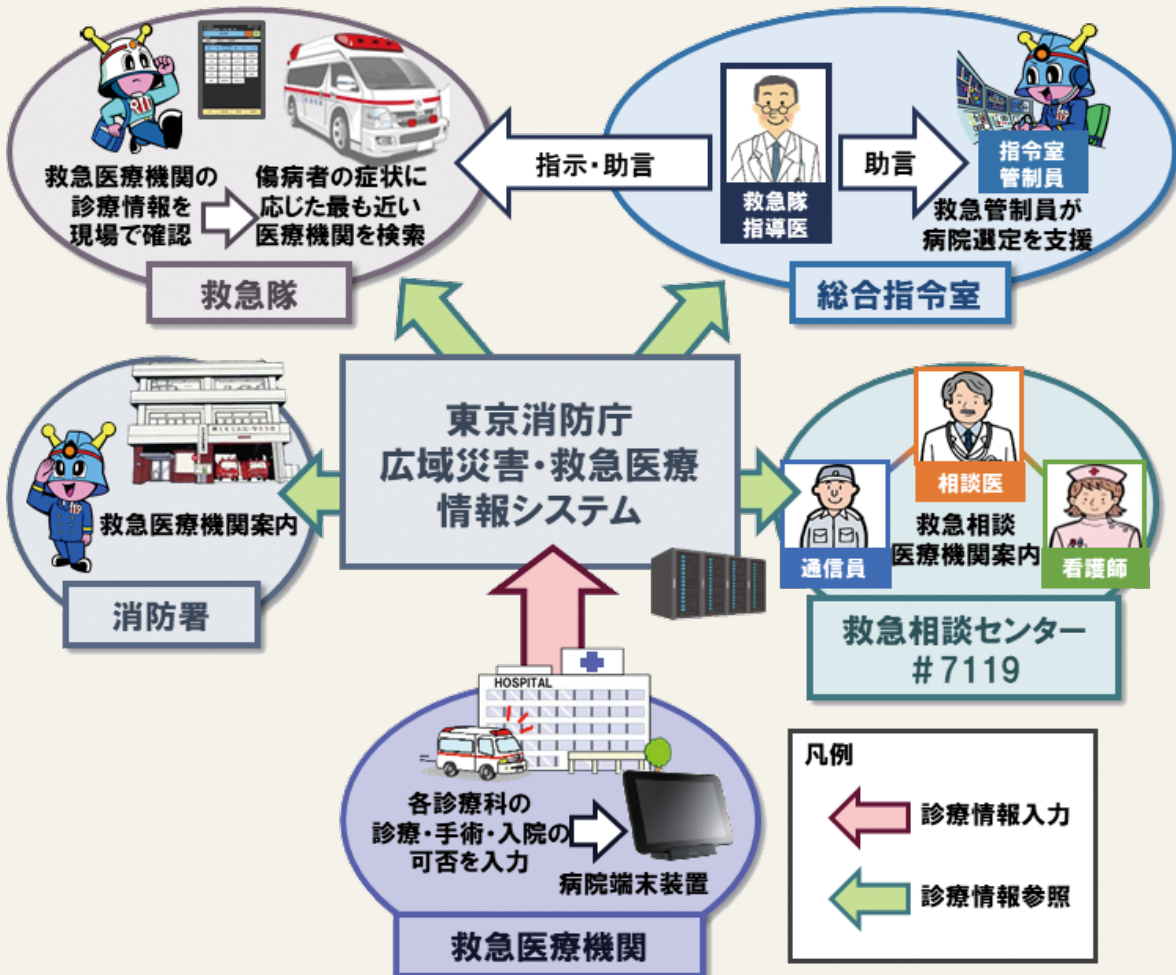 救急医療機関の
診療情報を
現場で確認
傷病者の症状に
応じた最も近い
医療機関を検索
救急隊
指示・助言
救急隊
指導医
助言
指令室
管制員
救急管制員が
病院選定を支援
総合指令室
東京消防庁
広域災害・救急医療
情報システム
119
救急医療機関案内
消防署
相談医
通信員
救急相談
医療機関案内
看護師
救急相談センター
#7119
HOSPITAL
各診療科の
診療・手術・入院の
可否を入力
病院端末装置
救急医療機関
凡例
診療情報入力
診療情報参照